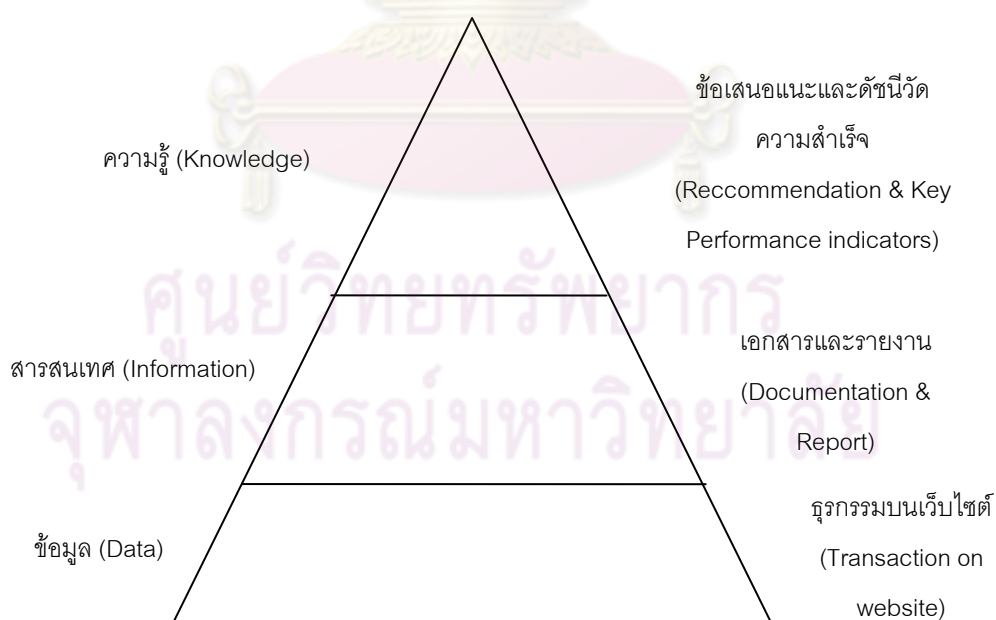 ข้อเสนอแนะและดัชนีวัด
ความสำเร็จ
(Reccommendation & Key
Performance indicators)
ความรู้ (Knowledge)
ศูนย์วิทยทรัพยากร
เอกสารและรายงาน
(Documentation &
Report)
สารสนเทศ (Information)
จุฬาลงกรณ์มหาวิทยาลัย
ธุรกรรมบนเว็บไซต์
(Transaction on
website)
ข้อมูล (Data)